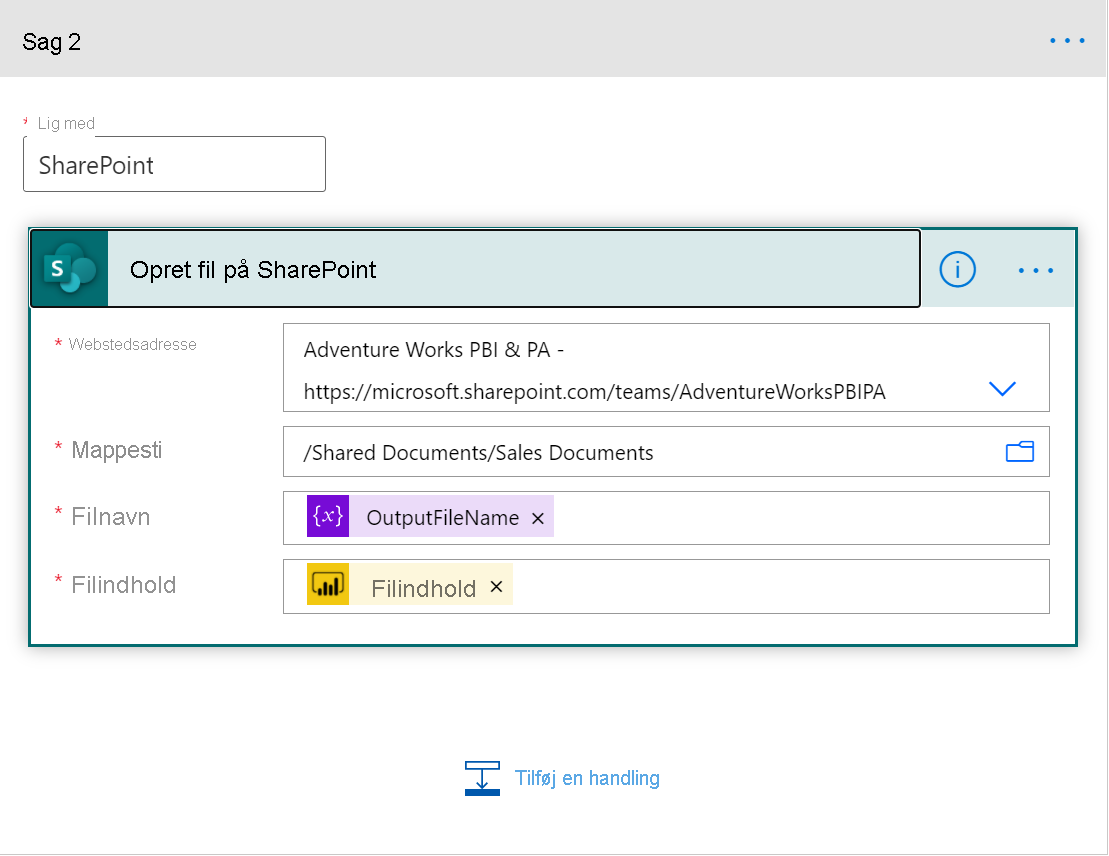 Sag 2
* Lig med
SharePoint
S
Opret fil på SharePoint
* Webstedsadresse
Adventure Works PBI & PA -
https://microsoft.sharepoint.com/teams/AdventureWorksPBIPA
* Mappesti
/Shared Documents/Sales Documents
* Filnavn
{x} OutputFileName ×
* Filindhold
Filindhold ×
Tilføj en handling